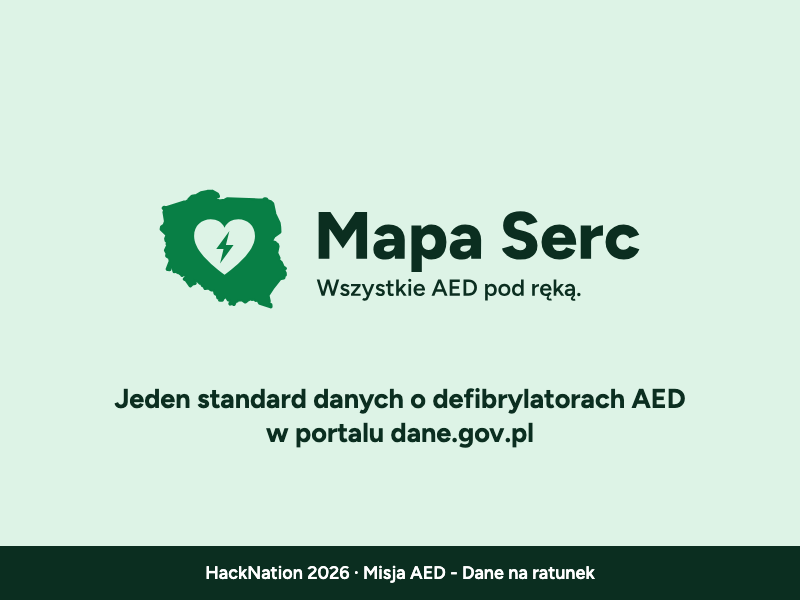 Mapa Serc
Wszystkie AED pod ręką.
Jeden standard danych o defibrylatorach AED
w portalu dane.gov.pl
HackNation 2026 · Misja AED - Dane na ratunek